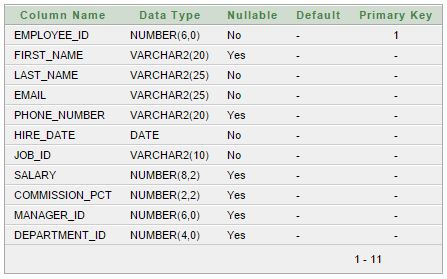 Column Name Data Type Nullable Default Primary Key
EMPLOYEE_ID NUMBER(6,0) No - 1
FIRST_NAME VARCHAR2(20) Yes - -
LAST_NAME VARCHAR2(25) No - -
EMAIL VARCHAR2(25) No - -
PHONE_NUMBER VARCHAR2(20) Yes - -
HIRE_DATE DATE No - -
JOB_ID VARCHAR2(10) No - -
SALARY NUMBER(8,2) Yes - -
COMMISSION_PCT NUMBER(2,2) Yes - -
MANAGER_ID NUMBER(6,0) Yes - -
DEPARTMENT_ID NUMBER(4,0) Yes - -
1 - 11